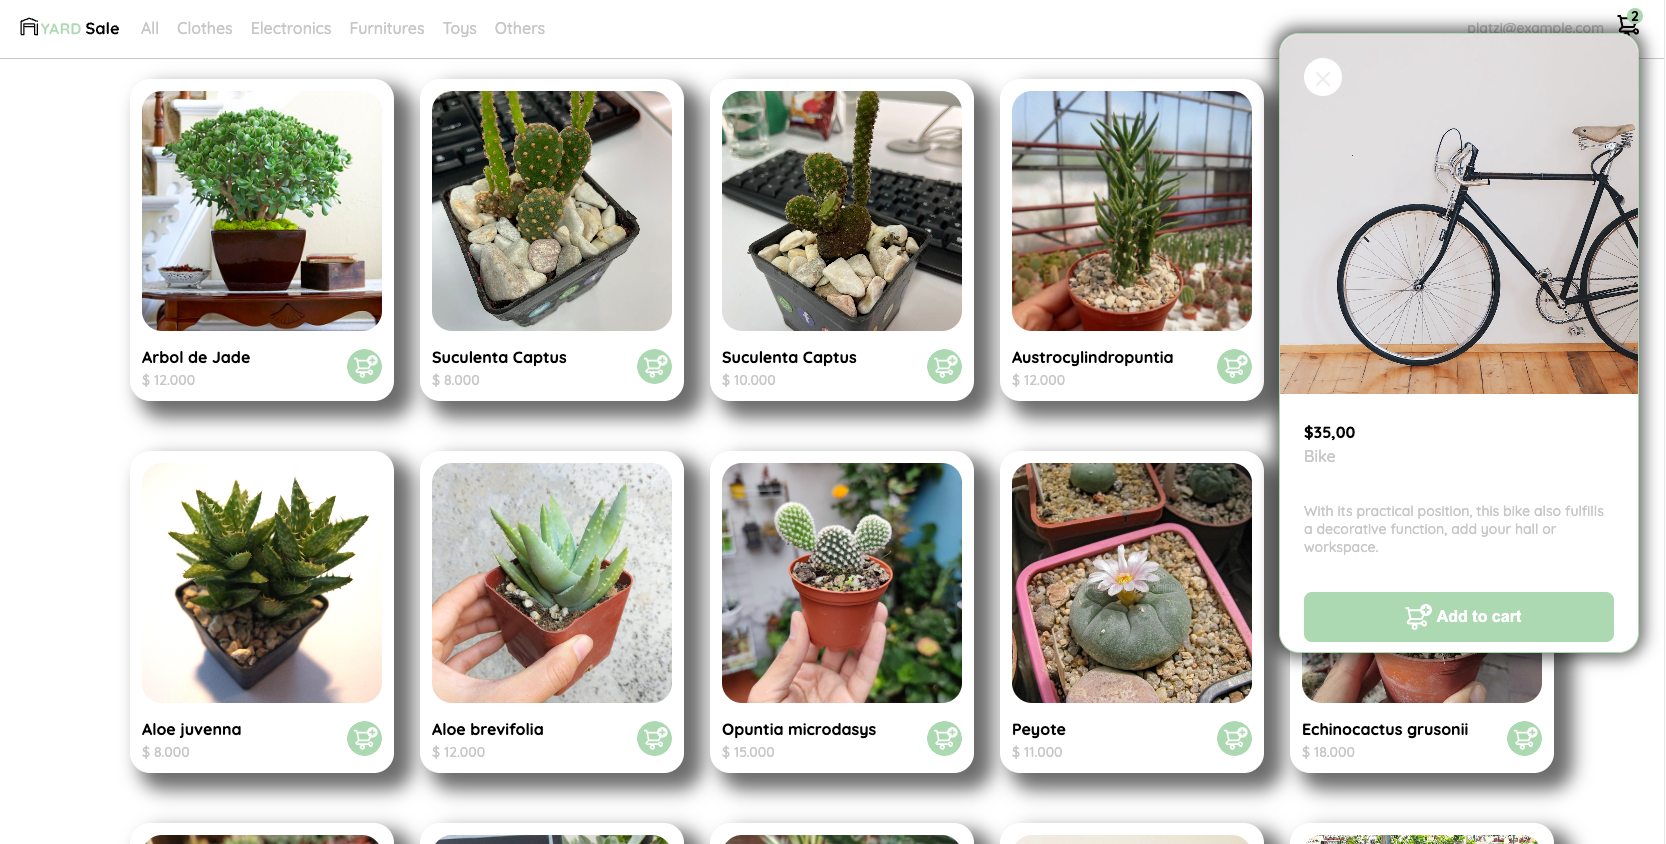 YARD Sale
All Clothes Electronics Furnitures Toys Others
platzi@example.com 2
Arbol de Jade
$ 12.000
Suculenta Captus
$ 8.000
Suculenta Captus
$ 10.000
Austrocylindropuntia
$ 12.000
$35,00
Bike
With its practical position, this bike also fulfills
a decorative function, add your hall or
workspace.
Add to cart
Aloe juvenna
$ 8.000
Aloe brevifolia
$ 12.000
Opuntia microdasys
$ 15.000
Peyote
$ 11.000
Echinocactus grusonii
$ 18.000